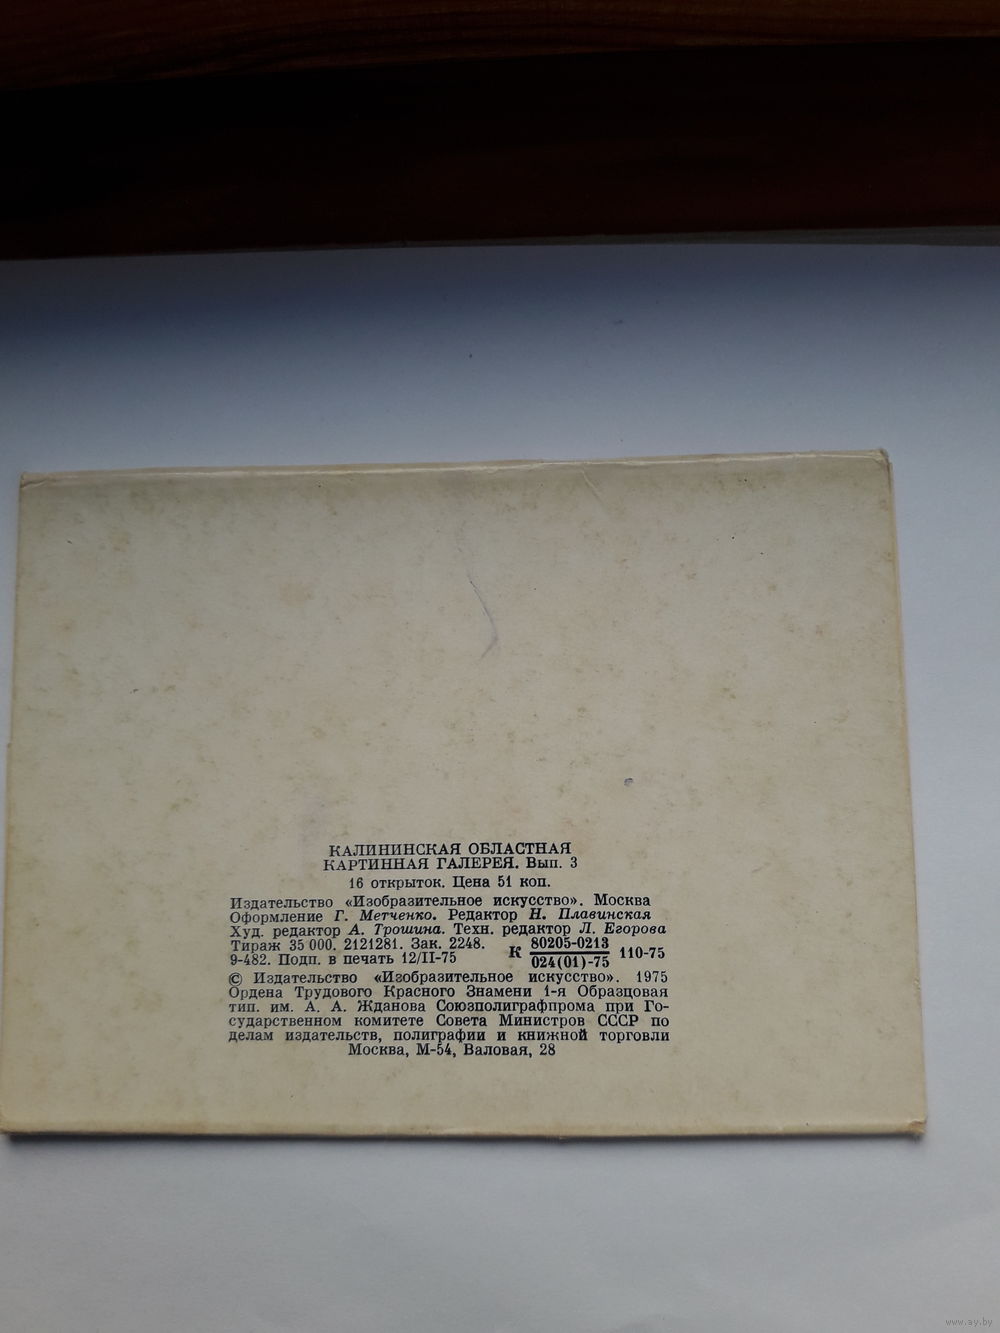 КАЛИНИНСКАЯ ОБЛАСТНАЯ
КАРТИННАЯ ГАЛЕРЕЯ. Вып. 3
16 открыток. Цена 51 коп.
Издательство «Изобразительное искусство». Москва
Оформление Г. Метченко. Редактор Н. Плавинская
Худ. редактор А. Трошина. Техн. редактор Л. Егорова
Тираж 35 000. 2121281. Зак. 2248.
9-482. Подп. в печать 12/II-75
К 80205-0213
024(01)-75 110-75
© Издательство «Изобразительное искусство». 1975
Ордена Трудового Красного Знамени 1-я Образцовая
тип. им. А. А. Жданова Союзполиграфпрома при Го-
сударственном комитете Совета Министров СССР по
делам издательств, полиграфии и книжной торговли
Москва, М-54, Валовая, 28
www.ay.by